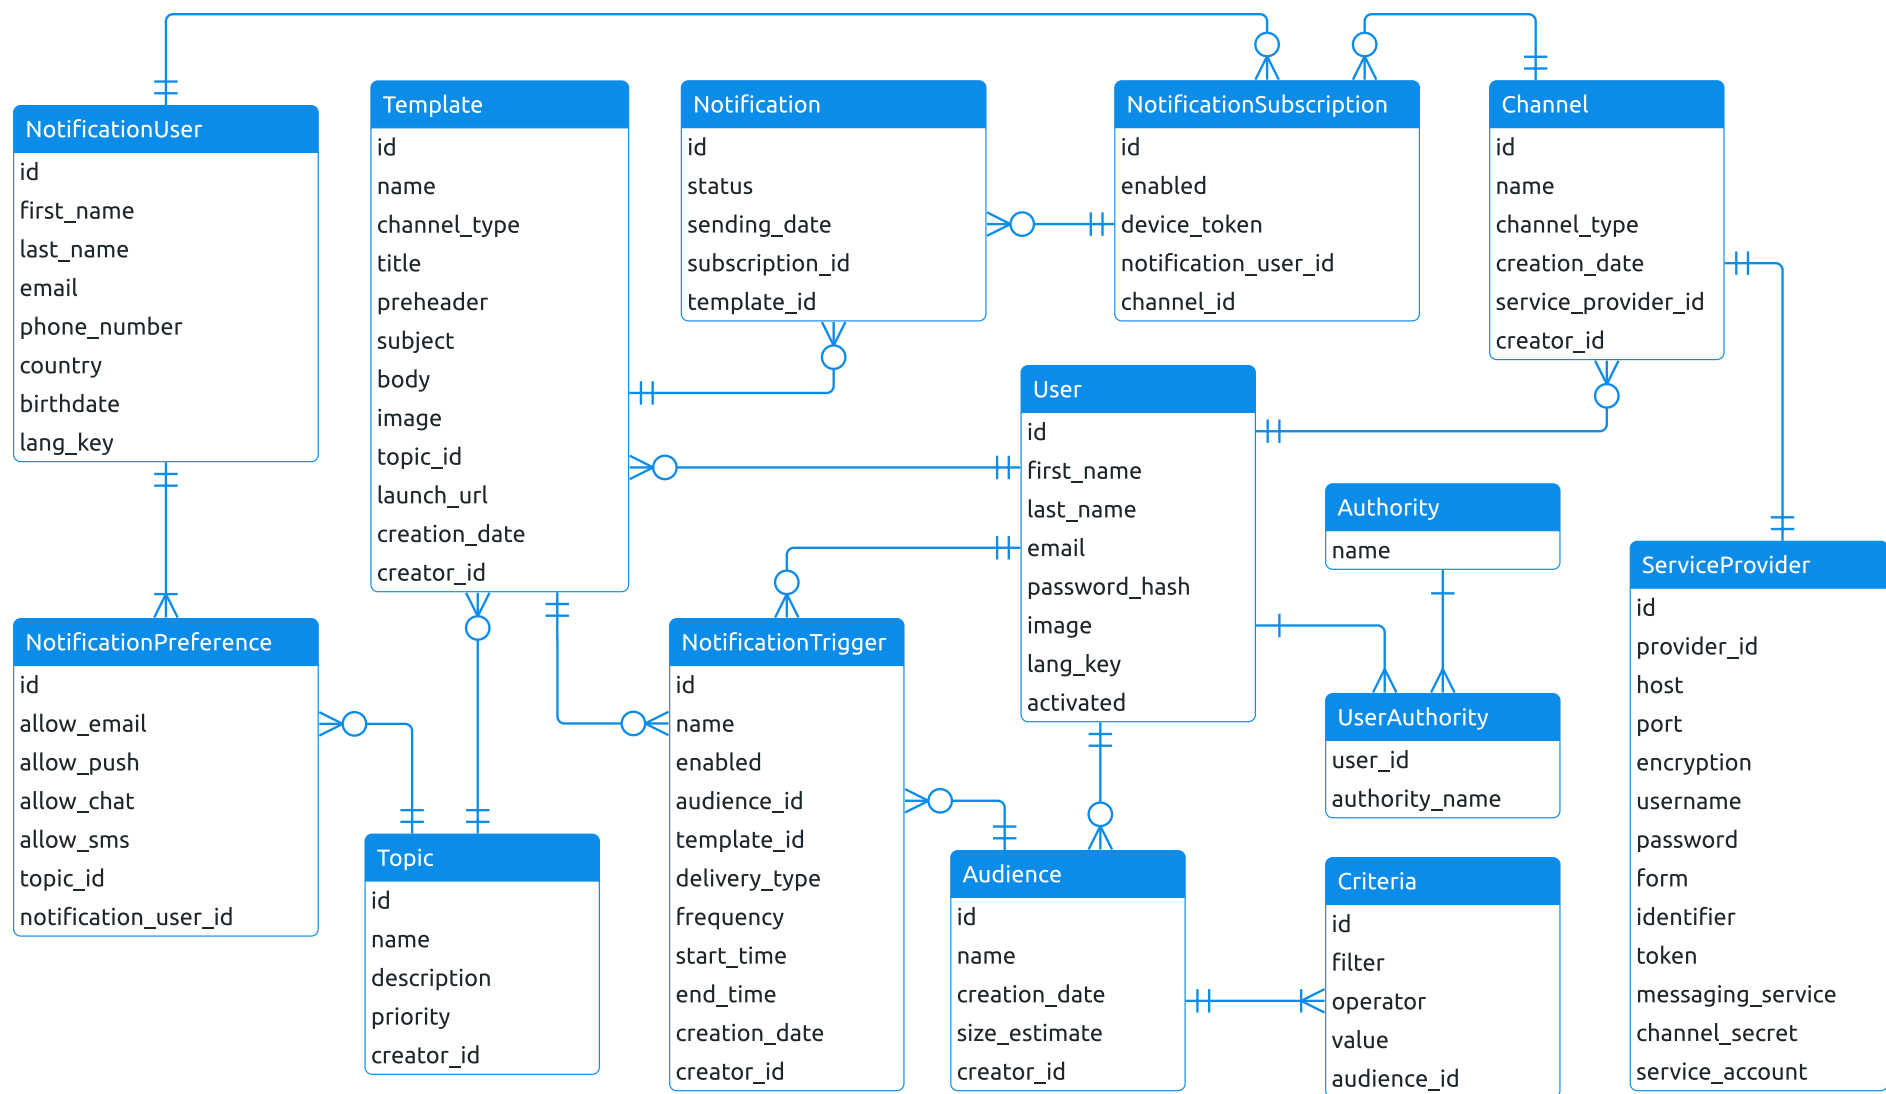 NotificationUser
id
first_name
last_name
email
phone_number
country
birthdate
lang_key
Template
id
name
channel_type
title
preheader
subject
body
image
topic_id
launch_url
creation_date
creator_id
Notification
id
status
sending_date
subscription_id
template_id
NotificationSubscription
id
enabled
device_token
notification_user_id
channel_id
Channel
id
name
channel_type
creation_date
service_provider_id
creator_id
User
id
first_name
last_name
email
password_hash
image
lang_key
activated
Authority
name
ServiceProvider
id
provider_id
host
port
encryption
username
password
form
identifier
token
messaging_service
channel_secret
service_account
NotificationPreference
id
allow_email
allow_push
allow_chat
allow_sms
topic_id
notification_user_id
Topic
id
name
description
priority
creator_id
NotificationTrigger
id
name
enabled
audience_id
template_id
delivery_type
frequency
start_time
end_time
creation_date
creator_id
UserAuthority
user_id
authority_name
Audience
id
name
creation_date
size_estimate
creator_id
Criteria
id
filter
operator
value
audience_id